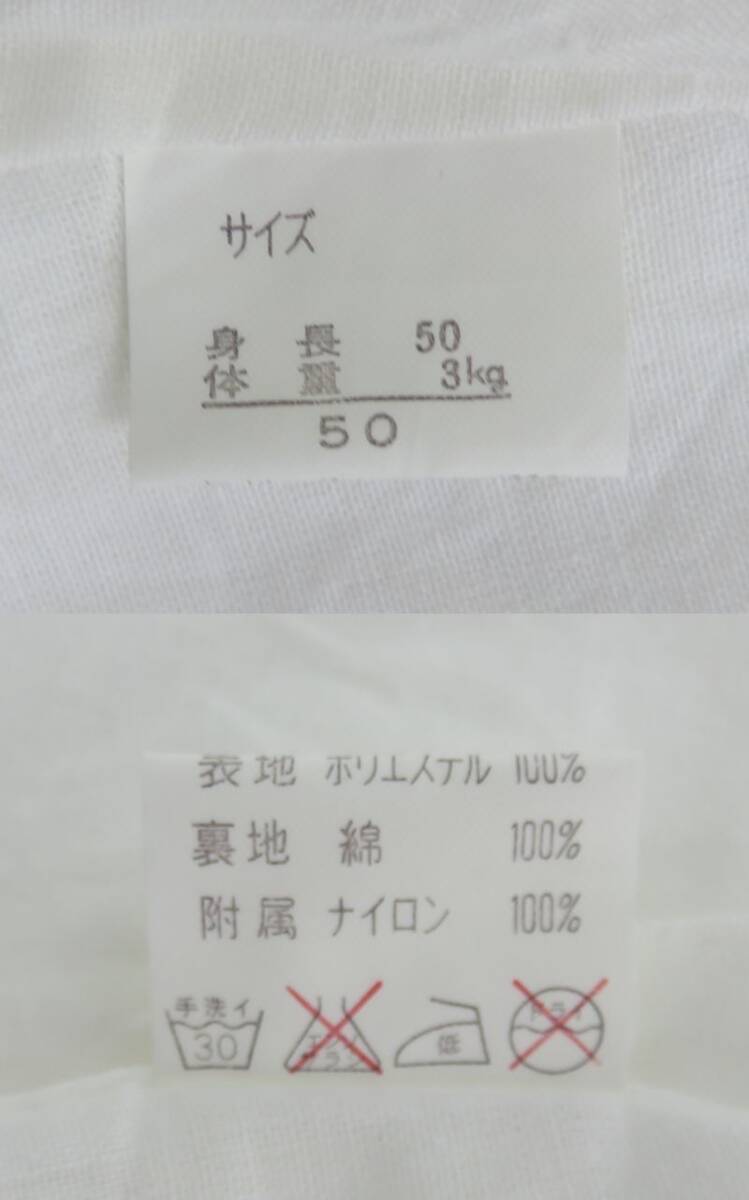 サイズ
身長 50
体重 3kg
50
表地 ポリエステル 100%
裏地 綿 100%
附属 ナイロン 100%
手洗イ 30 エンソサラシ 低 ドライ